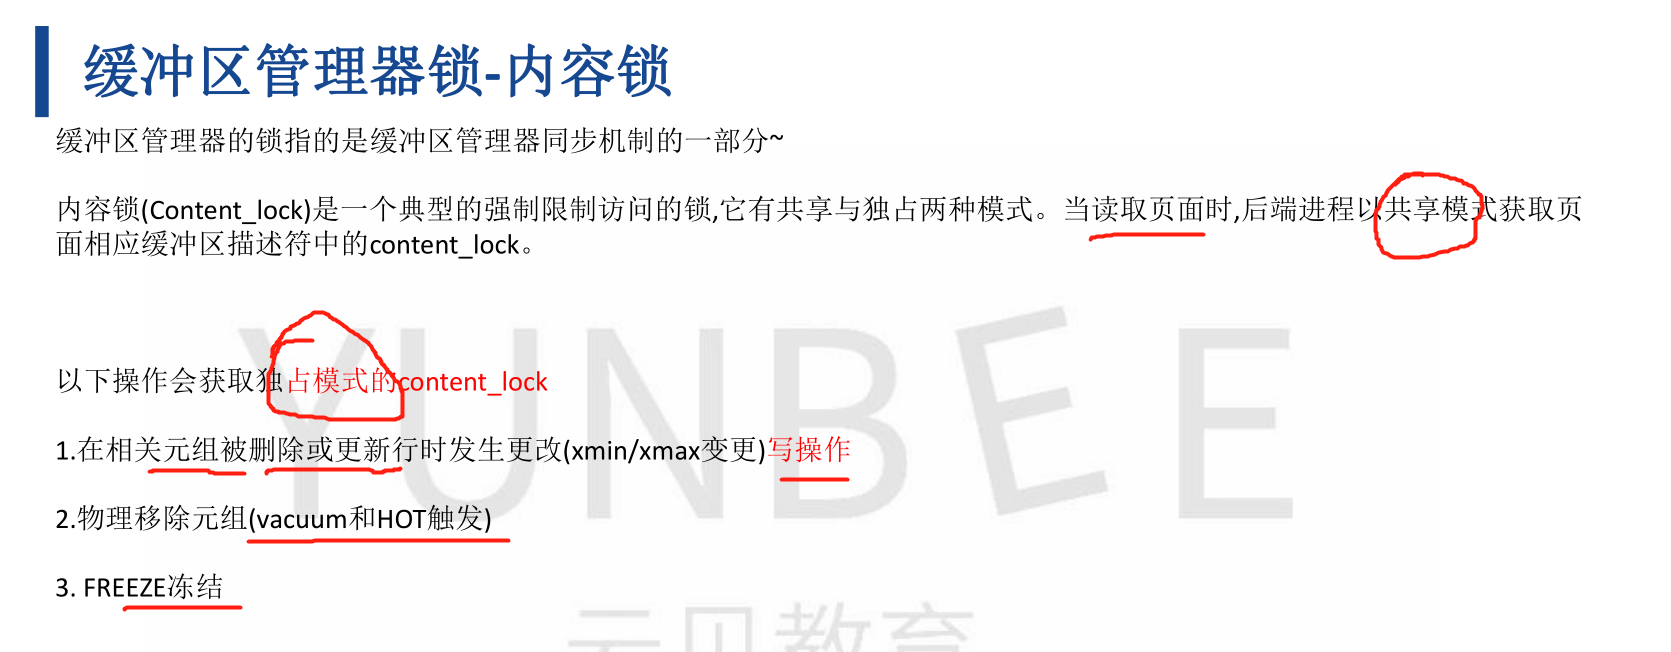 缓冲区管理器锁-内容锁
缓冲区管理器的锁指的是缓冲区管理器同步机制的一部分~
内容锁(Content_lock)是一个典型的强制限制访问的锁,它有共享与独占两种模式。当读取页面时,后端进程以共享模式获取页
面相应缓冲区描述符中的content_lock。
以下操作会获取独占模式的content_lock
1.在相关元组被删除或更新行时发生更改(xmin/xmax变更)写操作
2.物理移除元组(vacuum和HOT触发)
3. FREEZE冻结
YUNBEE
云贝教育